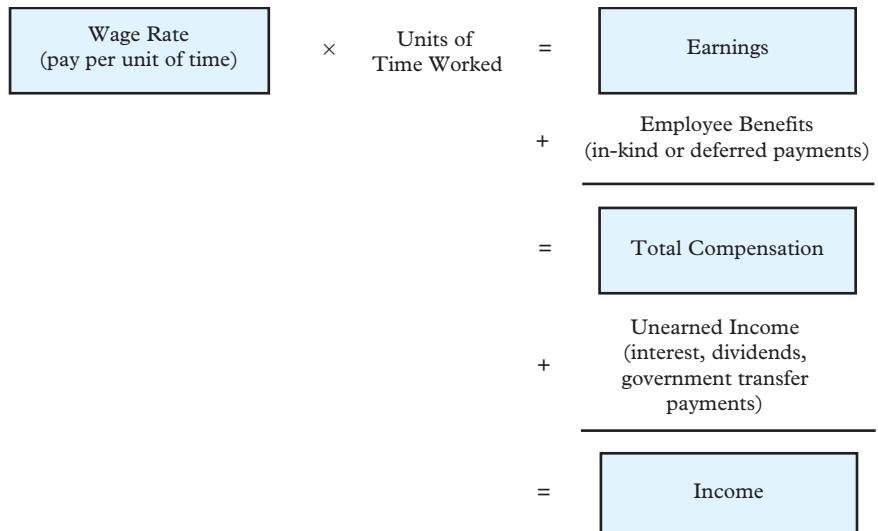 Wage Rate
(pay per unit of time)
×
Units of
Time Worked
=
Earnings
+
Employee Benefits
(in-kind or deferred payments)
=
Total Compensation
+
Unearned Income
(interest, dividends,
government transfer
payments)
=
Income